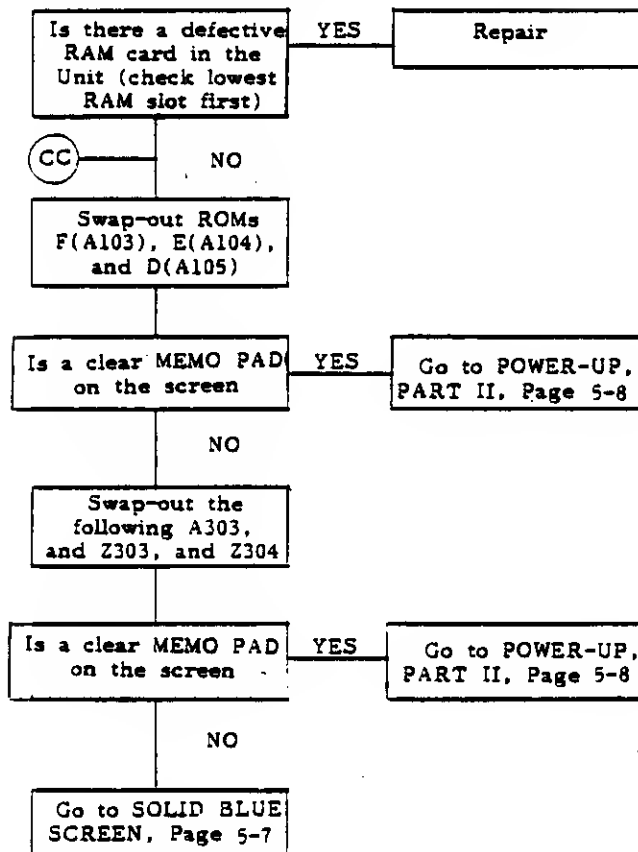 Is there a defective
RAM card in the
Unit (check lowest
RAM slot first)
YES
Repair
CC
NO
Swap-out ROMs
F(A103), E(A104),
and D(A105)
Is a clear MEMO PAD
on the screen
YES
Go to POWER-UP,
PART II, Page 5-8
NO
Swap-out the
following A303,
and Z303, and Z304
Is a clear MEMO PAD
on the screen
YES
Go to POWER-UP,
PART II, Page 5-8
NO
Go to SOLID BLUE
SCREEN, Page 5-7